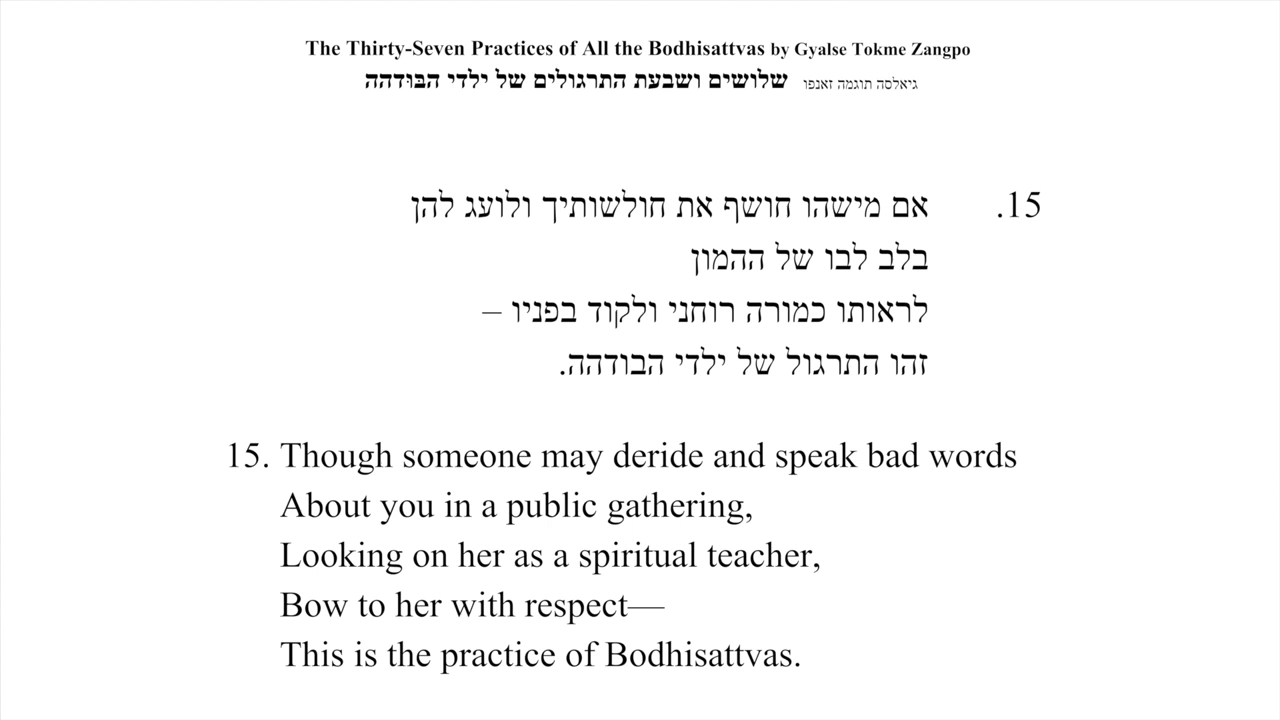 The Thirty-Seven Practices of All the Bodhisattvas by Gyalse Tokme Zangpo
שלושים ושבעת התרגולים של ילדי הבּוּדהה גיאלסה תוגמה זאנפו
15. אם מישהו חושף את חולשותיך ולועג להן
בלב לבו של ההמון
לראותו כמורה רוחני ולקוד בפניו –
זהו התרגול של ילדי הבודהה.
15. Though someone may deride and speak bad words
About you in a public gathering,
Looking on her as a spiritual teacher,
Bow to her with respect—
This is the practice of Bodhisattvas.